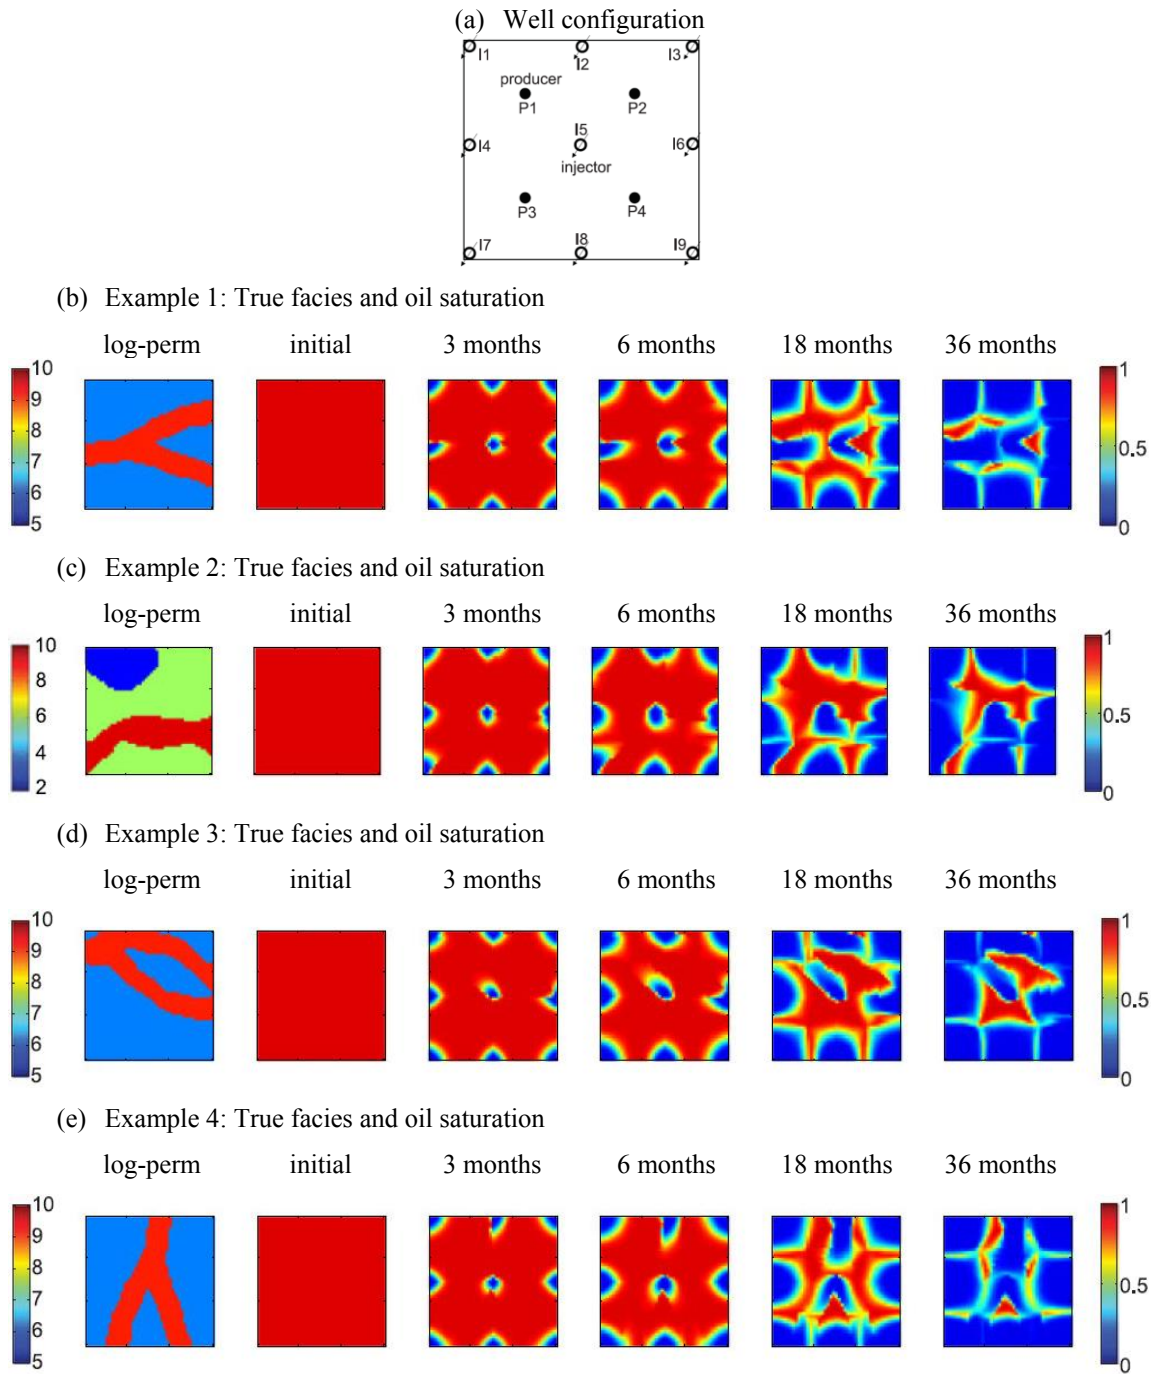 (a) Well configuration
I1 I2 I3
producer
P1 P2
I4 I5 I6
injector
P3 P4
I7 I8 I9
(b) Example 1: True facies and oil saturation
log-perm initial 3 months 6 months 18 months 36 months
10
9
8
7
6
5
1
0.5
0
(c) Example 2: True facies and oil saturation
log-perm initial 3 months 6 months 18 months 36 months
10
8
6
4
2
1
0.5
0
(d) Example 3: True facies and oil saturation
log-perm initial 3 months 6 months 18 months 36 months
10
9
8
7
6
5
1
0.5
0
(e) Example 4: True facies and oil saturation
log-perm initial 3 months 6 months 18 months 36 months
10
9
8
7
6
5
1
0.5
0